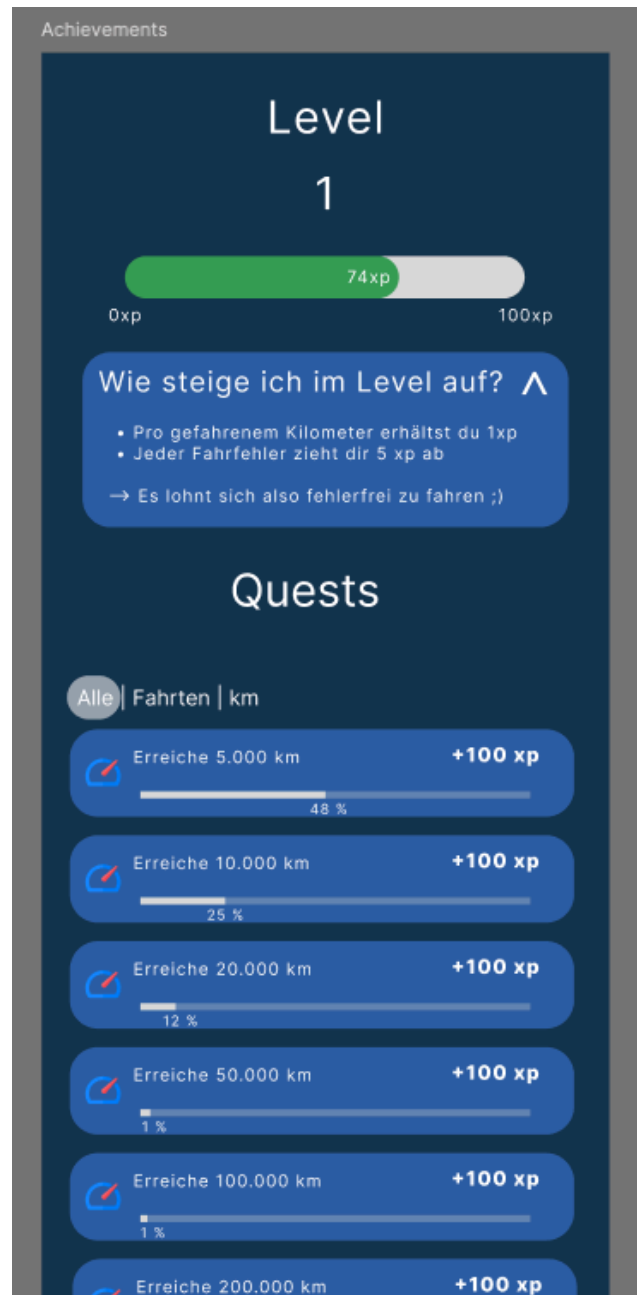 Achievements
Level
1
74xp
0xp 100xp
Wie steige ich im Level auf?
• Pro gefahrenem Kilometer erhältst du 1xp
• Jeder Fahrfehler zieht dir 5 xp ab
→ Es lohnt sich also fehlerfrei zu fahren ;)
Quests
Alle | Fahrten | km
Erreiche 5.000 km +100 xp
48 %
Erreiche 10.000 km +100 xp
25 %
Erreiche 20.000 km +100 xp
12 %
Erreiche 50.000 km +100 xp
1 %
Erreiche 100.000 km +100 xp
1 %
Erreiche 200.000 km +100 xp